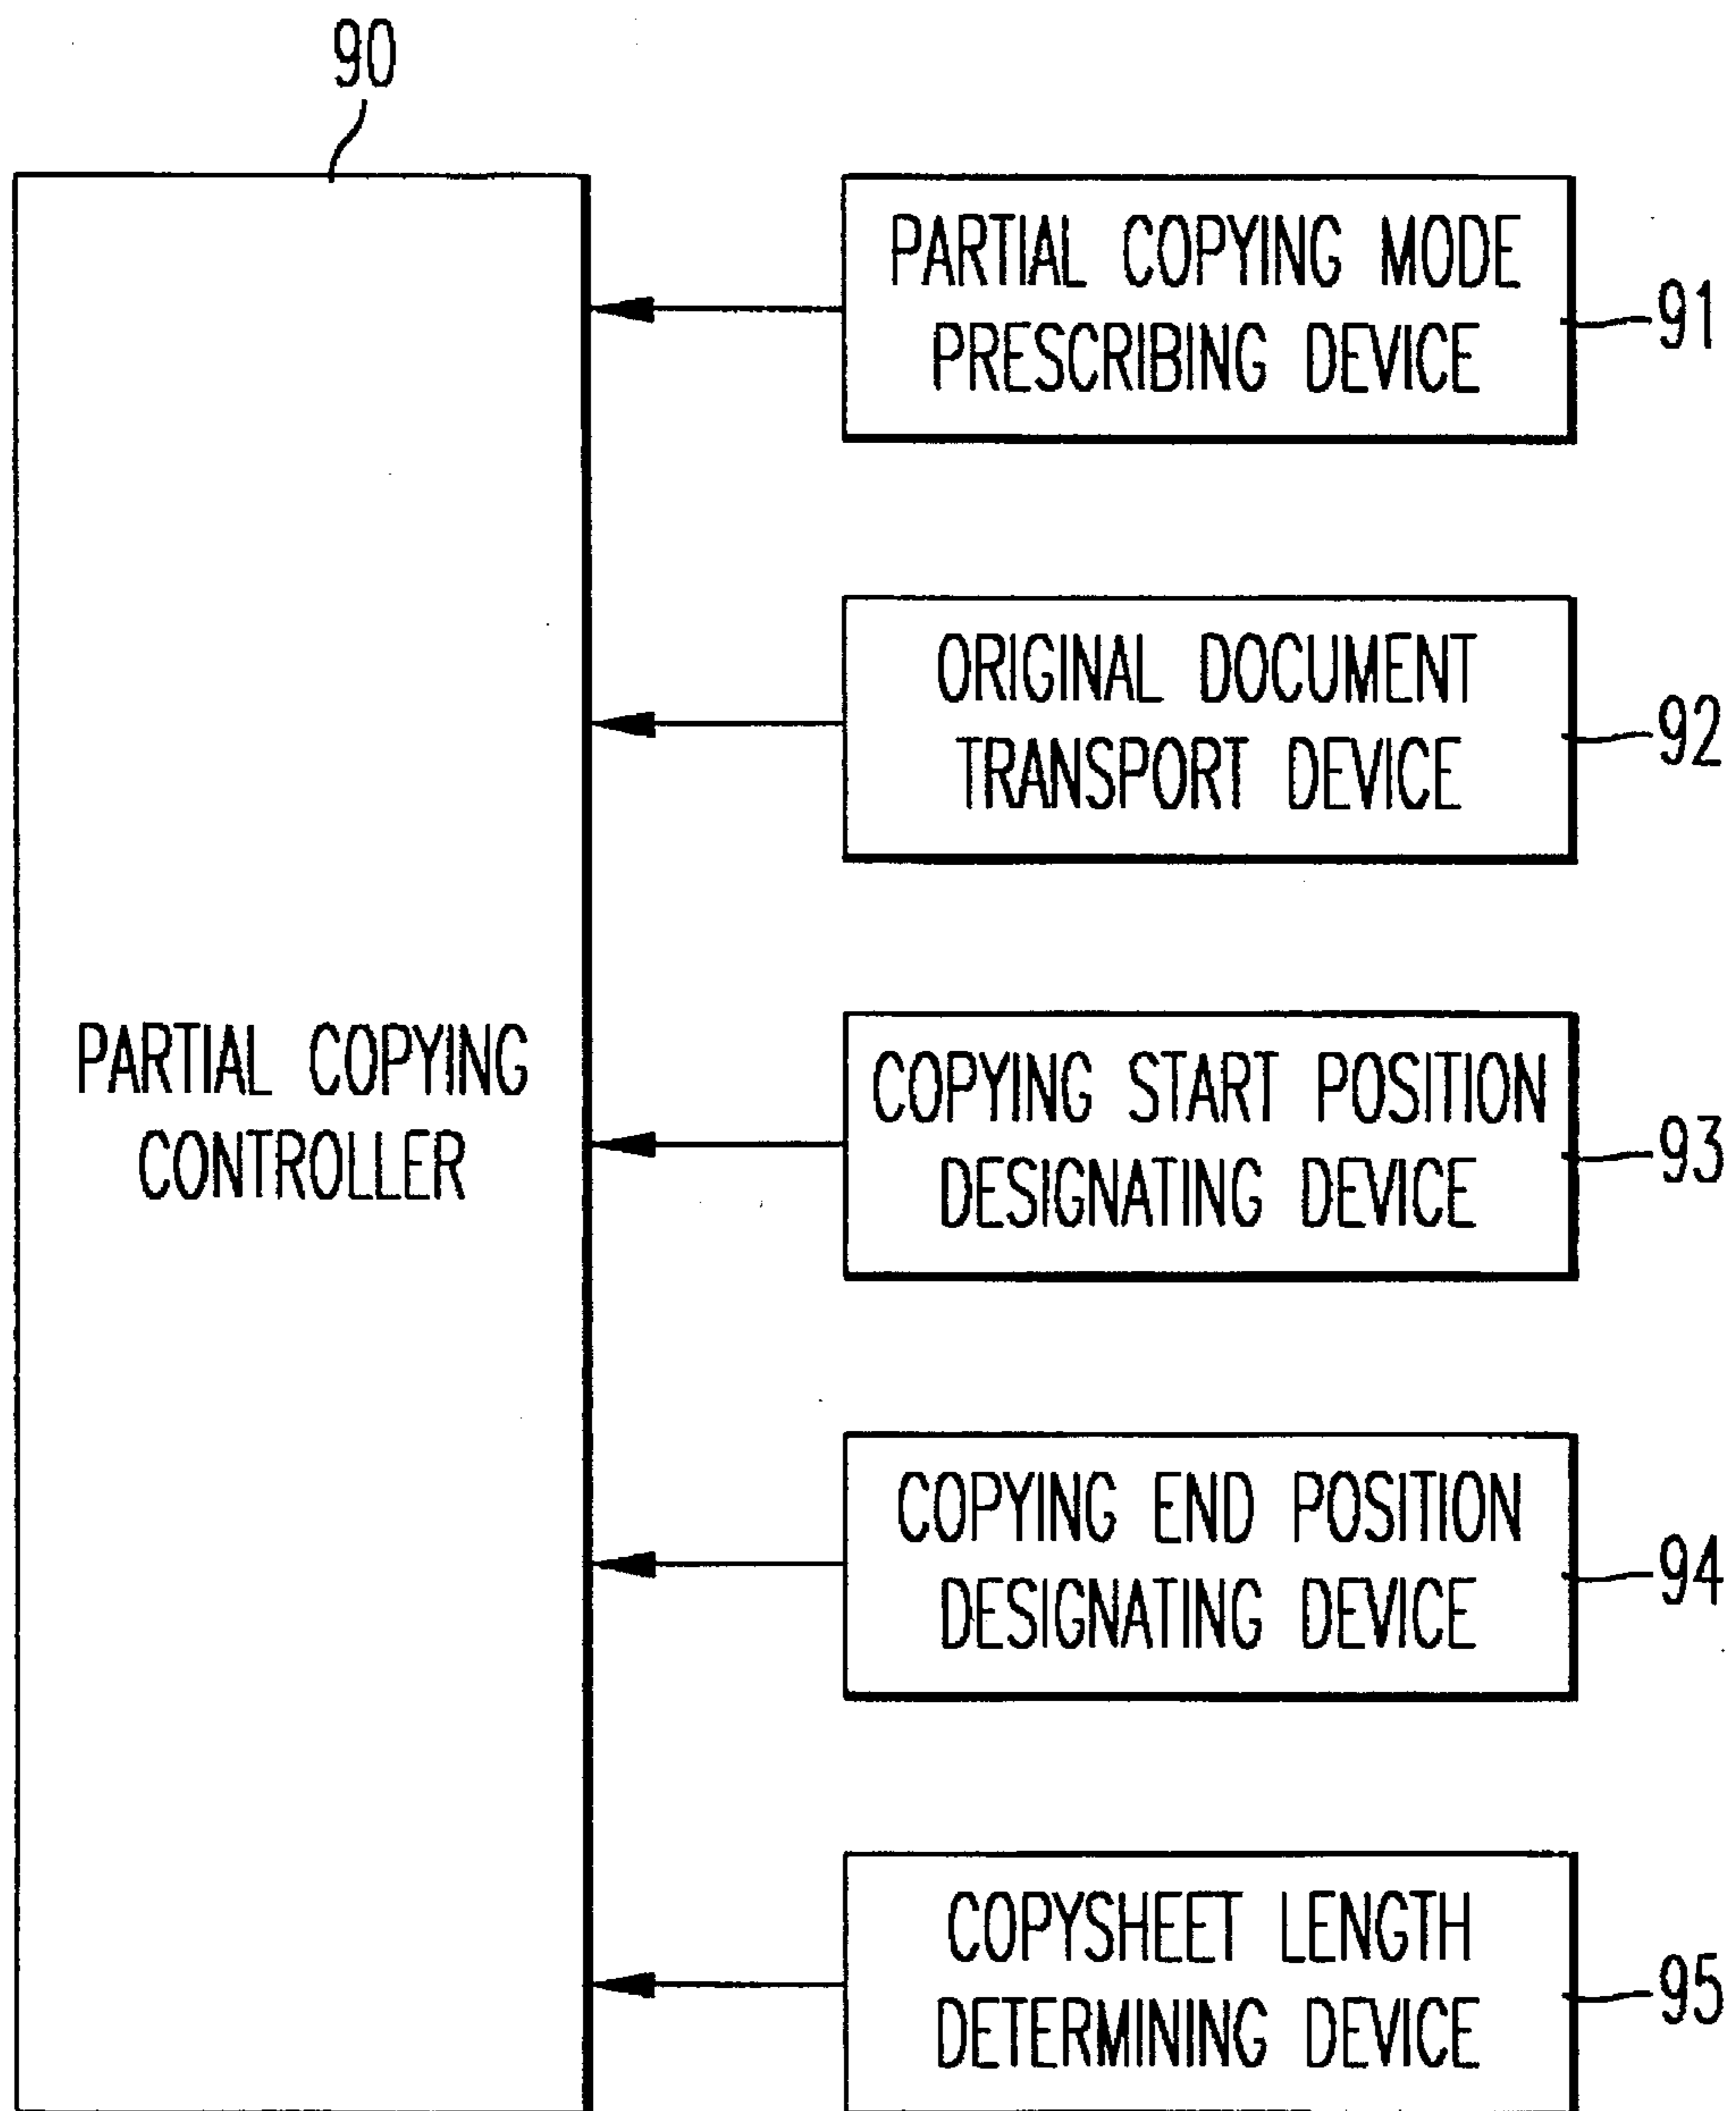 90
PARTIAL COPYING
CONTROLLER
PARTIAL COPYING MODE
PRESCRIBING DEVICE
91
ORIGINAL DOCUMENT
TRANSPORT DEVICE
92
COPYING START POSITION
DESIGNATING DEVICE
93
COPYING END POSITION
DESIGNATING DEVICE
94
COPYSHEET LENGTH
DETERMINING DEVICE
95